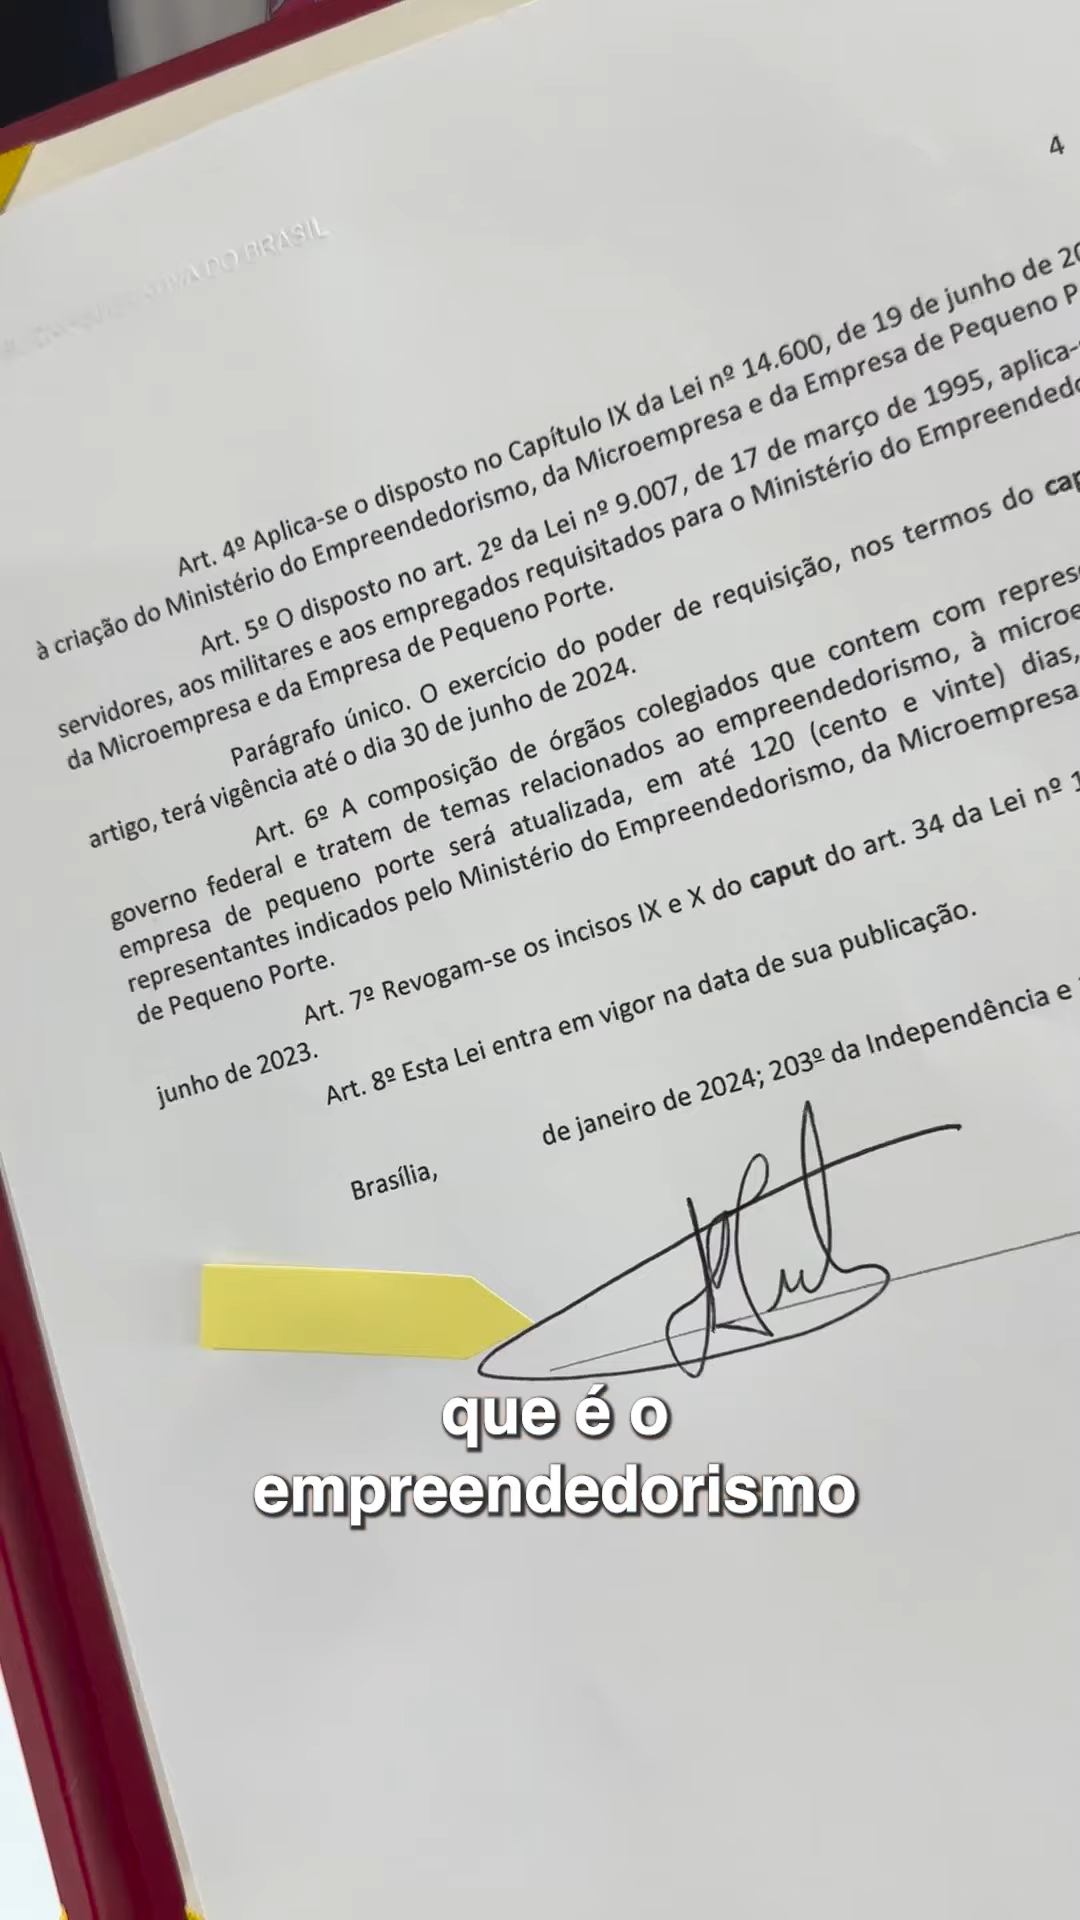 4
DO BRASIL
Art. 4º Aplica-se o disposto no Capítulo IX da Lei nº 14.600, de 19 de junho de 20
à criação do Ministério do Empreendedorismo, da Microempresa e da Empresa de Pequeno P
Art. 5º O disposto no art. 2º da Lei nº 9.007, de 17 de março de 1995, aplica-
servidores, aos militares e aos empregados requisitados para o Ministério do Empreendedo
da Microempresa e da Empresa de Pequeno Porte.
Parágrafo único. O exercício do poder de requisição, nos termos do cap
artigo, terá vigência até o dia 30 de junho de 2024.
Art. 6º A composição de órgãos colegiados que contem com represe
governo federal e tratem de temas relacionados ao empreendedorismo, à microe
empresa de pequeno porte será atualizada, em até 120 (cento e vinte) dias,
representantes indicados pelo Ministério do Empreendedorismo, da Microempresa
de Pequeno Porte.
Art. 7º Revogam-se os incisos IX e X do caput do art. 34 da Lei nº 1
junho de 2023.
Art. 8º Esta Lei entra em vigor na data de sua publicação.
Brasília, de janeiro de 2024; 203º da Independência e
que é o
empreendedorismo